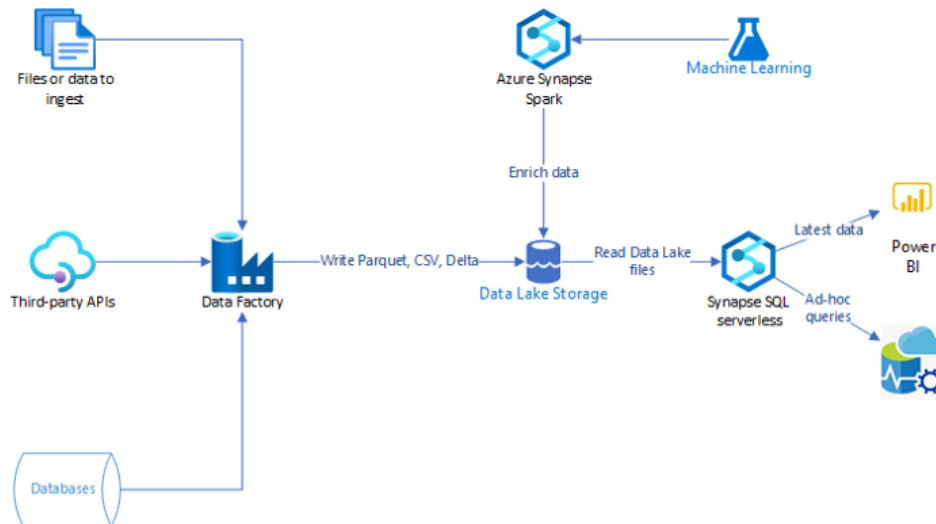 Files or data to
ingest
Azure Synapse
Spark
Machine Learning
Enrich data
Third-party APIs
Data Factory
Write Parquet, CSV, Delta
Data Lake Storage
Read Data Lake
files
Synapse SQL
serverless
Latest data
Power
BI
Ad-hoc
queries
Databases